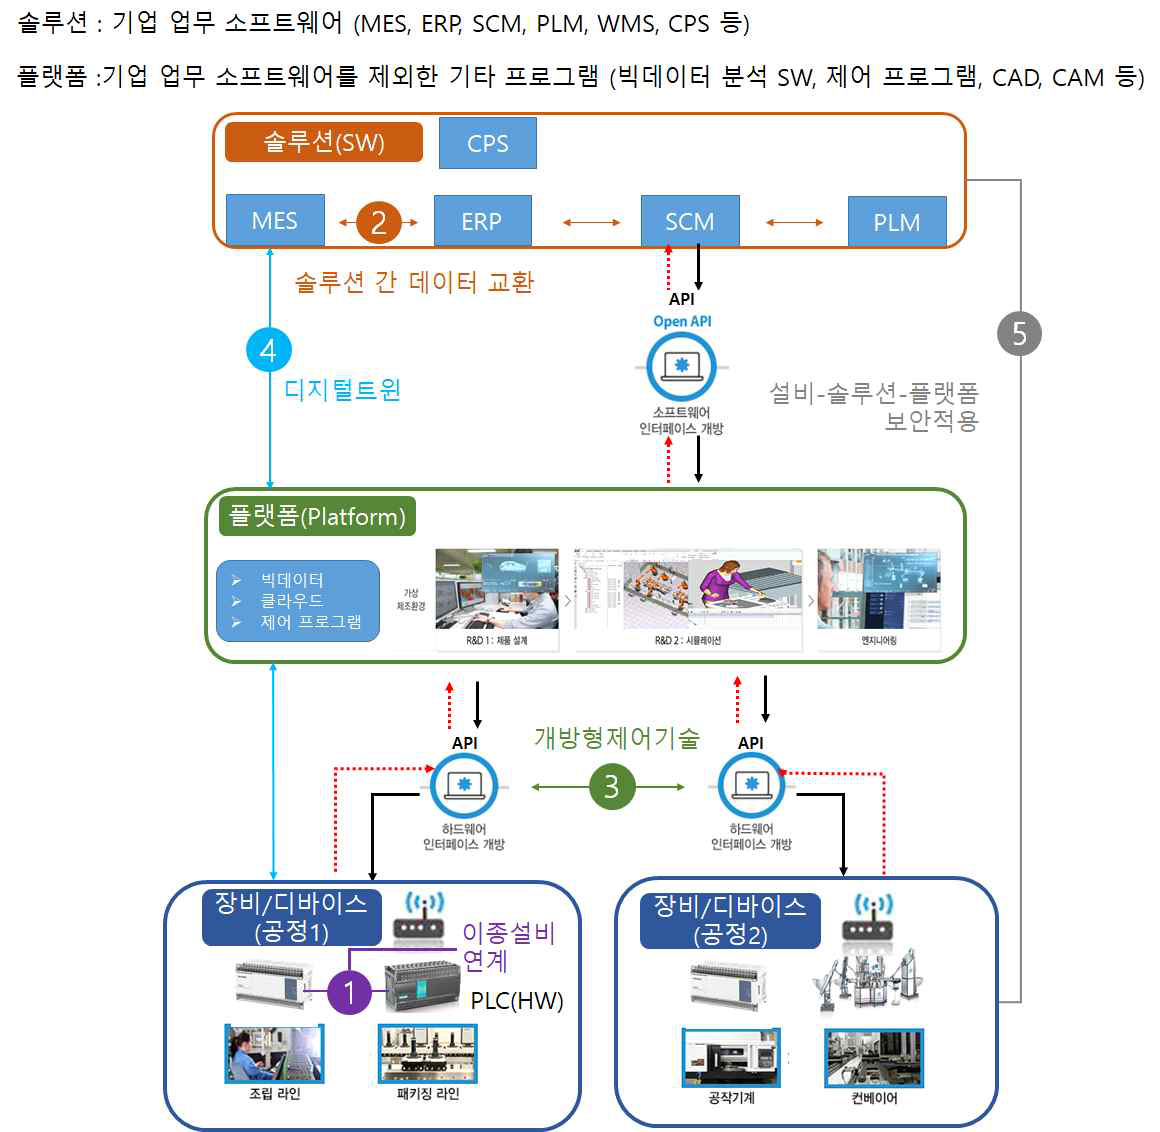 솔루션 : 기업 업무 소프트웨어 (MES, ERP, SCM, PLM, WMS, CPS 등)
플랫폼 :기업 업무 소프트웨어를 제외한 기타 프로그램 (빅데이터 분석 SW, 제어 프로그램, CAD, CAM 등)
솔루션(SW)
CPS
MES
2
ERP
SCM
PLM
솔루션 간 데이터 교환
API
Open API
소프트웨어
인터페이스 개방
4
디지털트윈
5
설비-솔루션-플랫폼
보안적용
플랫폼(Platform)
빅데이터
클라우드
제어 프로그램
가상
제조환경
R&D 1 : 제품 설계
R&D 2 : 시뮬레이션
엔지니어링
API
하드웨어
인터페이스 개방
개방형제어기술
3
API
하드웨어
인터페이스 개방
장비/디바이스
(공정1)
이종설비
연계
1
PLC(HW)
조립 라인
패키징 라인
장비/디바이스
(공정2)
공작기계
컨베이어